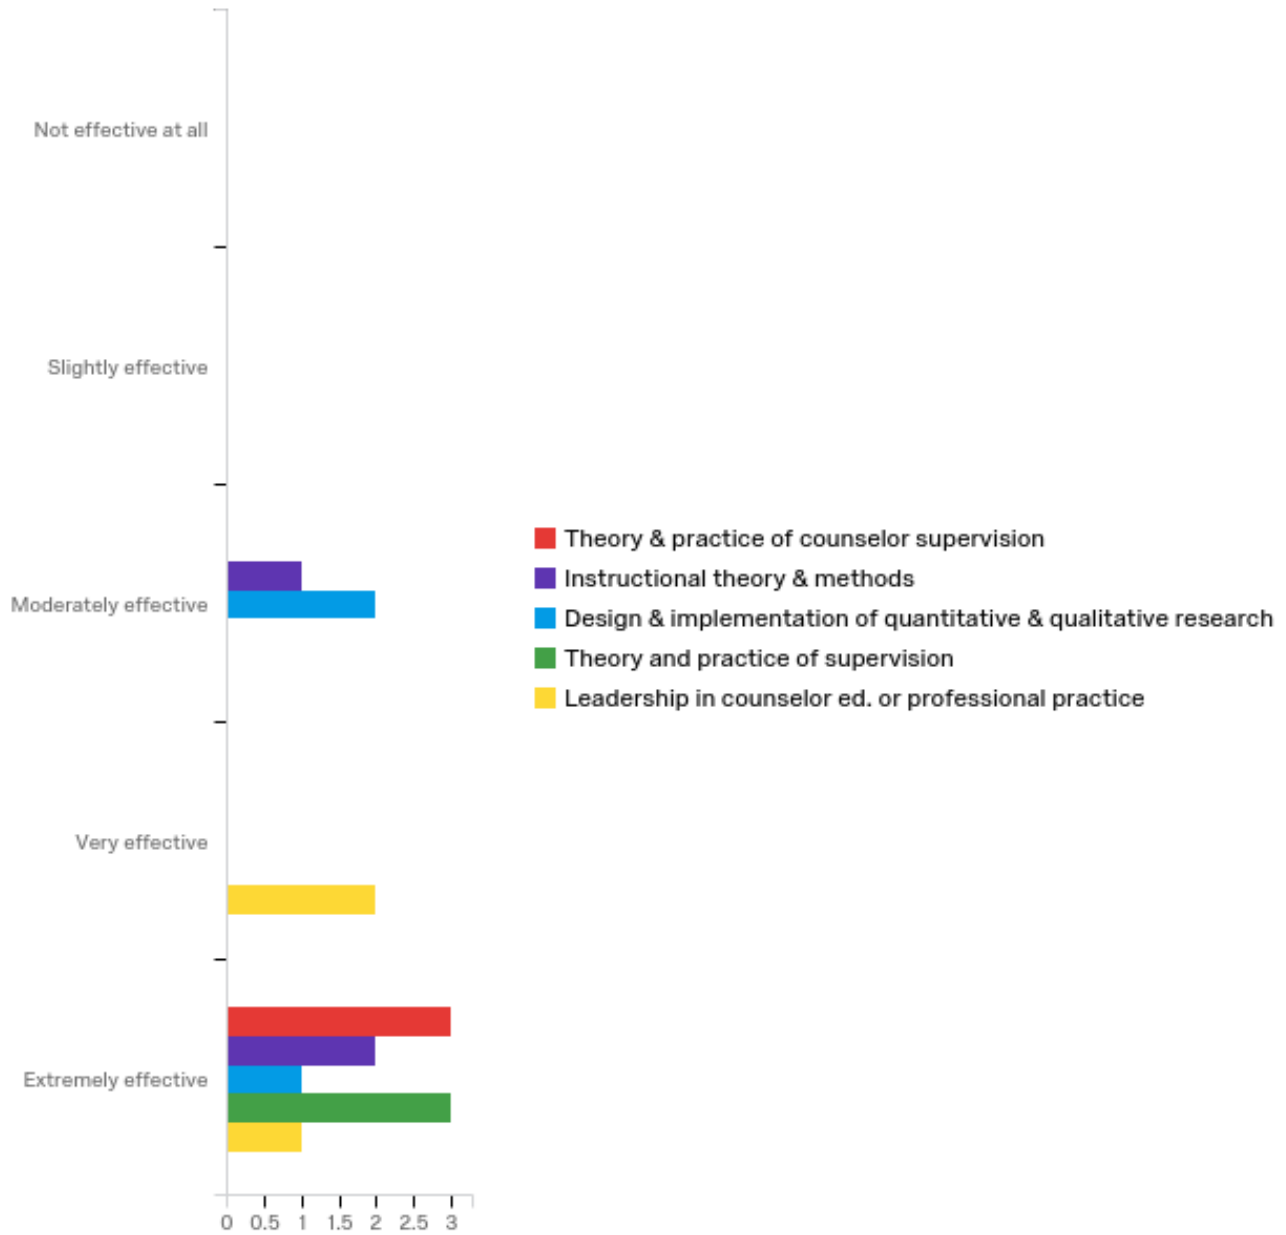 Not effective at all
Slightly effective
Moderately effective
Very effective
Extremely effective
0 0.5 1 1.5 2 2.5 3
Theory & practice of counselor supervision
Instructional theory & methods
Design & implementation of quantitative & qualitative research
Theory and practice of supervision
Leadership in counselor ed. or professional practice